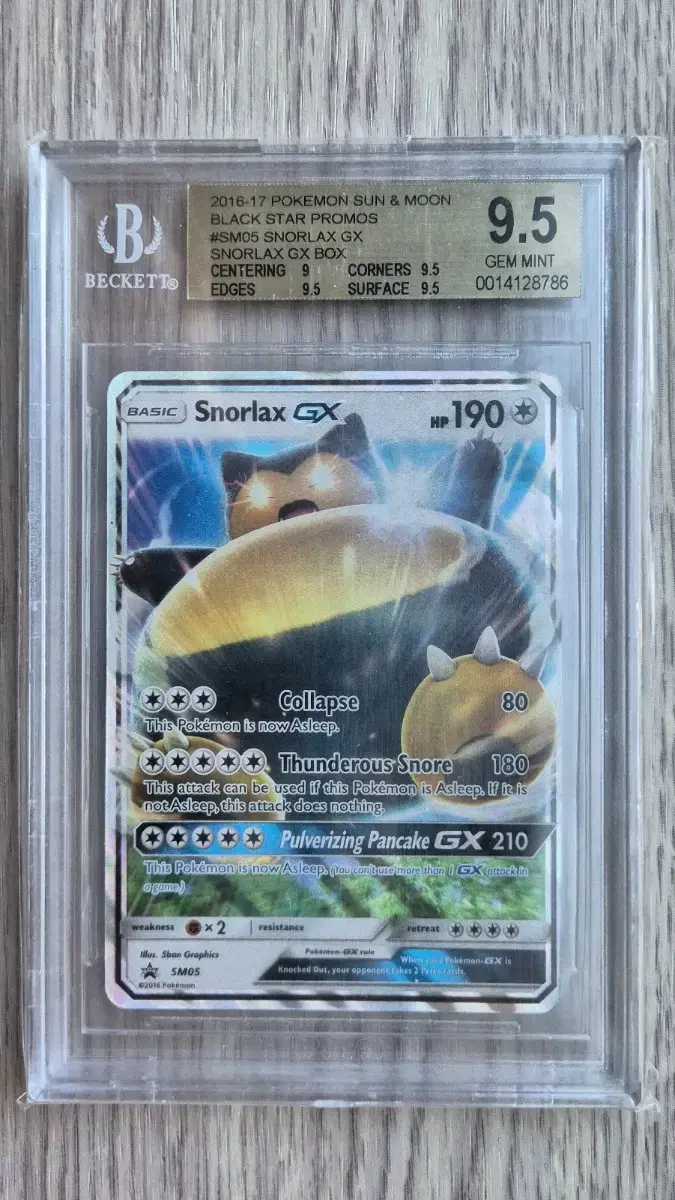 B
BECKETT®
2016-17 POKEMON SUN & MOON
BLACK STAR PROMOS
#SM05 SNORLAX GX
SNORLAX GX BOX
CENTERING 9 CORNERS 9.5
EDGES 9.5 SURFACE 9.5
9.5
GEM MINT
0014128786
BASIC Snorlax GX HP 190
Collapse 80
This Pokémon is now Asleep.
Thunderous Snore 180
This attack can be used if this Pokémon is Asleep. If it is
not Asleep, this attack does nothing.
Pulverizing Pancake GX 210
This Pokémon is now Asleep. (You can't use more than 1 GX attack in
a game.)
weakness × 2 resistance retreat
Illus. 5ban Graphics
SM05
©2016 Pokémon
Pokémon-GX rule
When your Pokémon-GX is
Knocked Out, your opponent takes 2 Prize cards.